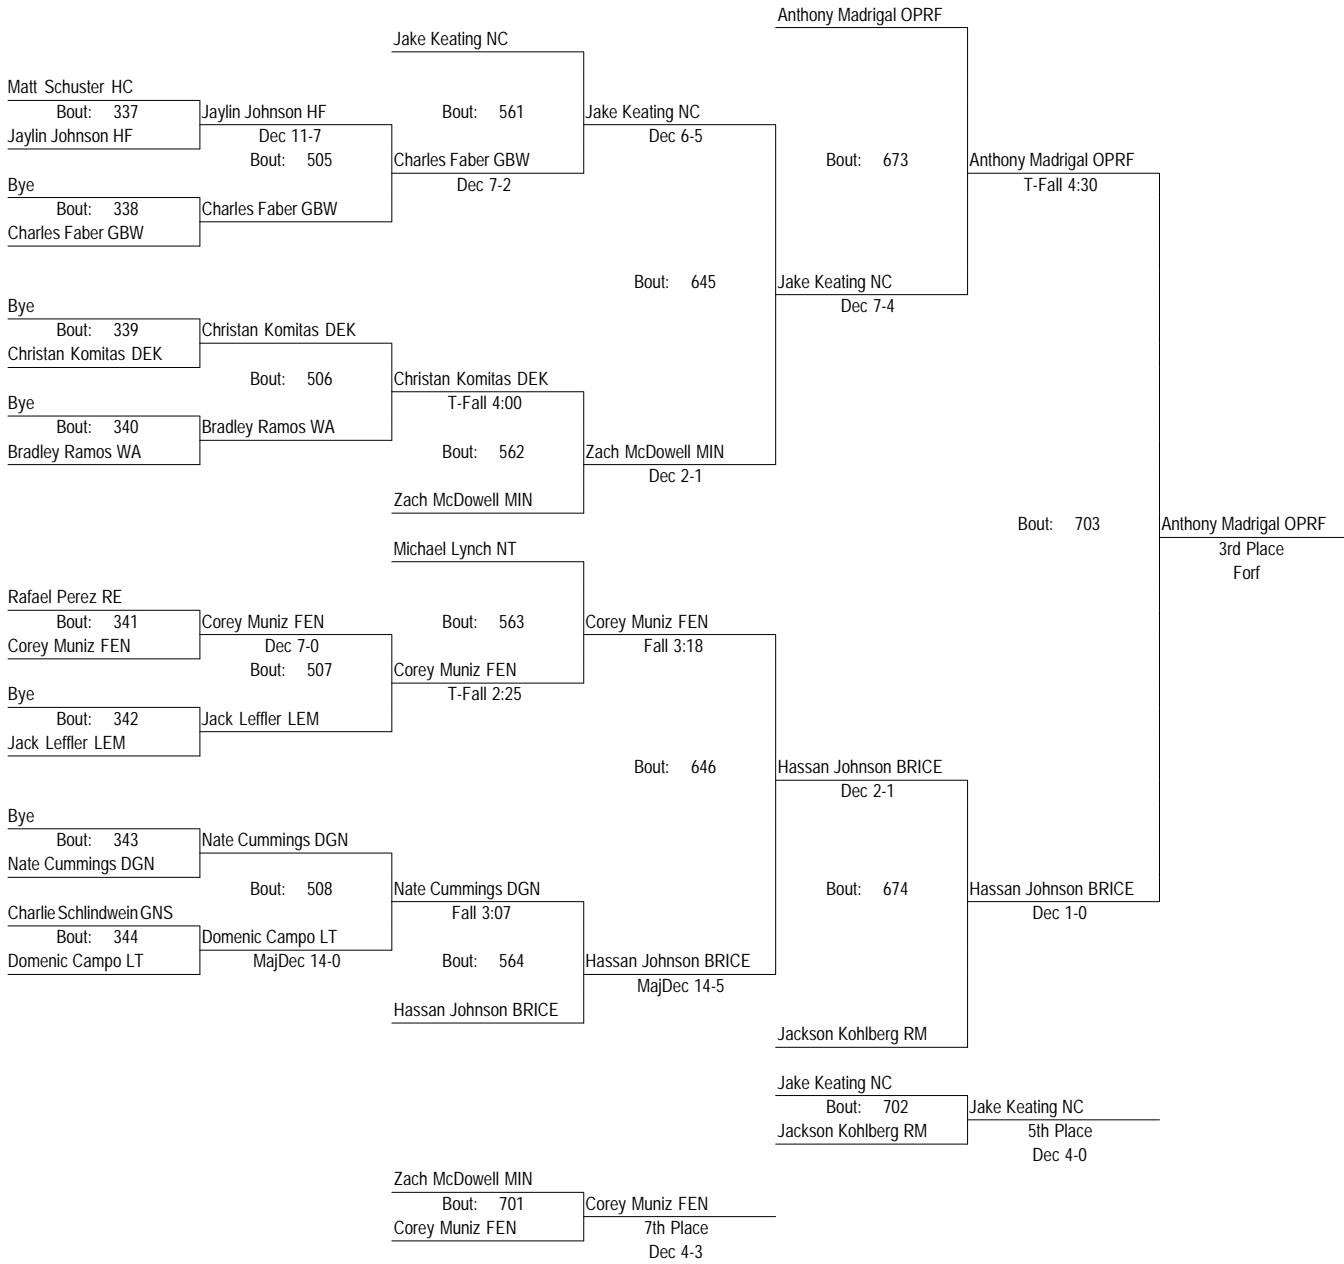 Anthony Madrigal OPRF
Jake Keating NC
Matt Schuster HC
Bout: 337
Jaylin Johnson HF
Jaylin Johnson HF
Dec 11-7
Bout: 505
Bout: 561
Jake Keating NC
Dec 6-5
Charles Faber GBW
Dec 7-2
Bout: 673
Anthony Madrigal OPRF
T-Fall 4:30
Bye
Bout: 338
Charles Faber GBW
Charles Faber GBW
Bout: 645
Jake Keating NC
Dec 7-4
Bye
Bout: 339
Christan Komitas DEK
Christan Komitas DEK
Bout: 506
Christan Komitas DEK
T-Fall 4:00
Bye
Bout: 340
Bradley Ramos WA
Bradley Ramos WA
Bout: 562
Zach McDowell MIN
Dec 2-1
Zach McDowell MIN
Bout: 703
Anthony Madrigal OPRF
3rd Place
Forf
Michael Lynch NT
Rafael Perez RE
Bout: 341
Corey Muniz FEN
Corey Muniz FEN
Dec 7-0
Bout: 507
Bout: 563
Corey Muniz FEN
Fall 3:18
Corey Muniz FEN
T-Fall 2:25
Bye
Bout: 342
Jack Leffler LEM
Jack Leffler LEM
Bout: 646
Hassan Johnson BRICE
Dec 2-1
Bye
Bout: 343
Nate Cummings DGN
Nate Cummings DGN
Bout: 508
Nate Cummings DGN
Fall 3:07
Bout: 674
Hassan Johnson BRICE
Dec 1-0
Charlie Schlindwein GNS
Bout: 344
Domenic Campo LT
Domenic Campo LT
MajDec 14-0
Bout: 564
Hassan Johnson BRICE
MajDec 14-5
Hassan Johnson BRICE
Jackson Kohlberg RM
Jake Keating NC
Bout: 702
Jackson Kohlberg RM
Jake Keating NC
5th Place
Dec 4-0
Zach McDowell MIN
Bout: 701
Corey Muniz FEN
Corey Muniz FEN
7th Place
Dec 4-3